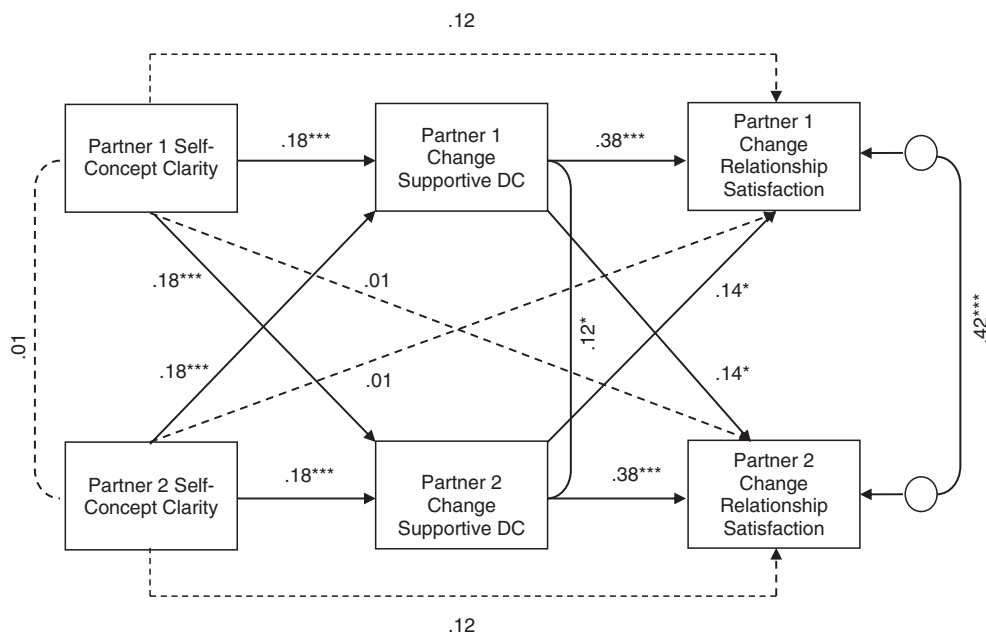 .12
Partner 1 Self-
Concept Clarity
.18***
Partner 1
Change
Supportive DC
.38***
Partner 1
Change
Relationship
Satisfaction
.18***
.01
.14*
.01
.12*
.42***
.18***
.01
.14*
Partner 2 Self-
Concept Clarity
.18***
Partner 2
Change
Supportive DC
.38***
Partner 2
Change
Relationship
Satisfaction
.12